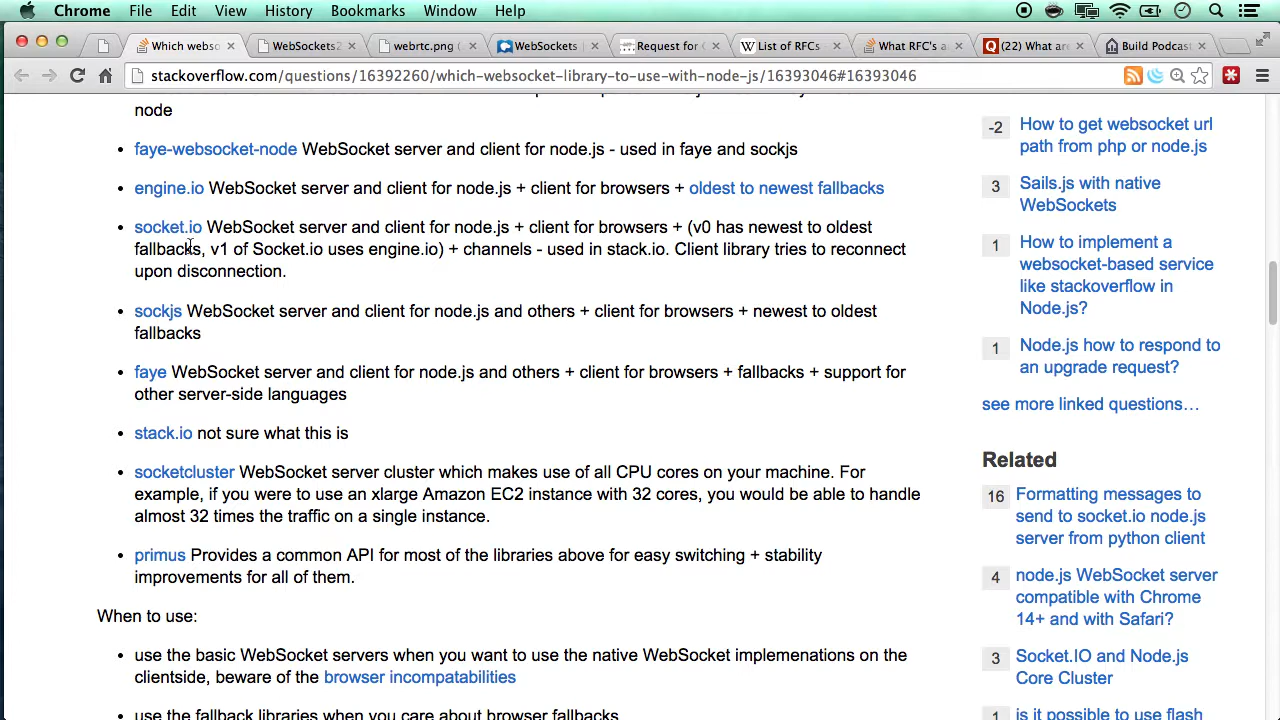 Chrome File Edit View History Bookmarks Window Help
Which webso WebSockets2 webrtc.png ( WebSockets Request for C List of RFCs What RFC's a (22) What are Build Podcast
stackoverflow.com/questions/16392260/which-websocket-library-to-use-with-node-js/16393046#16393046
node
• faye-websocket-node WebSocket server and client for node.js - used in faye and sockjs
• engine.io WebSocket server and client for node.js + client for browsers + oldest to newest fallbacks
• socket.io WebSocket server and client for node.js + client for browsers + (v0 has newest to oldest
fallbacks, v1 of Socket.io uses engine.io) + channels - used in stack.io. Client library tries to reconnect
upon disconnection.
• sockjs WebSocket server and client for node.js and others + client for browsers + newest to oldest
fallbacks
• faye WebSocket server and client for node.js and others + client for browsers + fallbacks + support for
other server-side languages
• stack.io not sure what this is
• socketcluster WebSocket server cluster which makes use of all CPU cores on your machine. For
example, if you were to use an xlarge Amazon EC2 instance with 32 cores, you would be able to handle
almost 32 times the traffic on a single instance.
• primus Provides a common API for most of the libraries above for easy switching + stability
improvements for all of them.
When to use:
• use the basic WebSocket servers when you want to use the native WebSocket implemenations on the
clientside, beware of the browser incompatabilities
• use the fallback libraries when you care about browser fallbacks
-2 How to get websocket url
path from php or node.js
3 Sails.js with native
WebSockets
1 How to implement a
websocket-based service
like stackoverflow in
Node.js?
1 Node.js how to respond to
an upgrade request?
see more linked questions…
Related
16 Formatting messages to
send to socket.io node.js
server from python client
4 node.js WebSocket server
compatible with Chrome
14+ and with Safari?
3 Socket.IO and Node.js
Core Cluster
1 is it possible to use flash